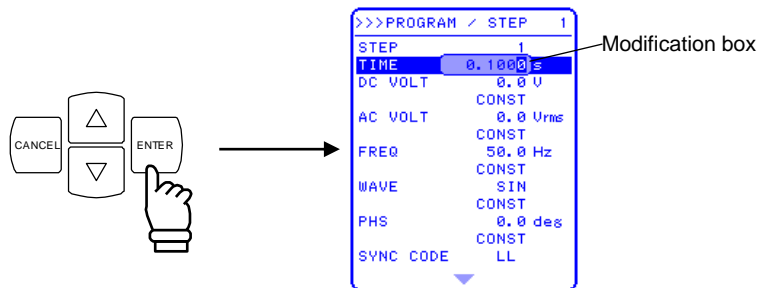 CANCEL
ENTER
>>>PROGRAM / STEP 1
STEP 1
TIME 0.1000 s
DC VOLT 0.0 V
CONST
AC VOLT 0.0 Vrms
CONST
FREQ 50.0 Hz
CONST
WAVE SIN
CONST
PHS 0.0 deg
CONST
SYNC CODE LL
Modification box